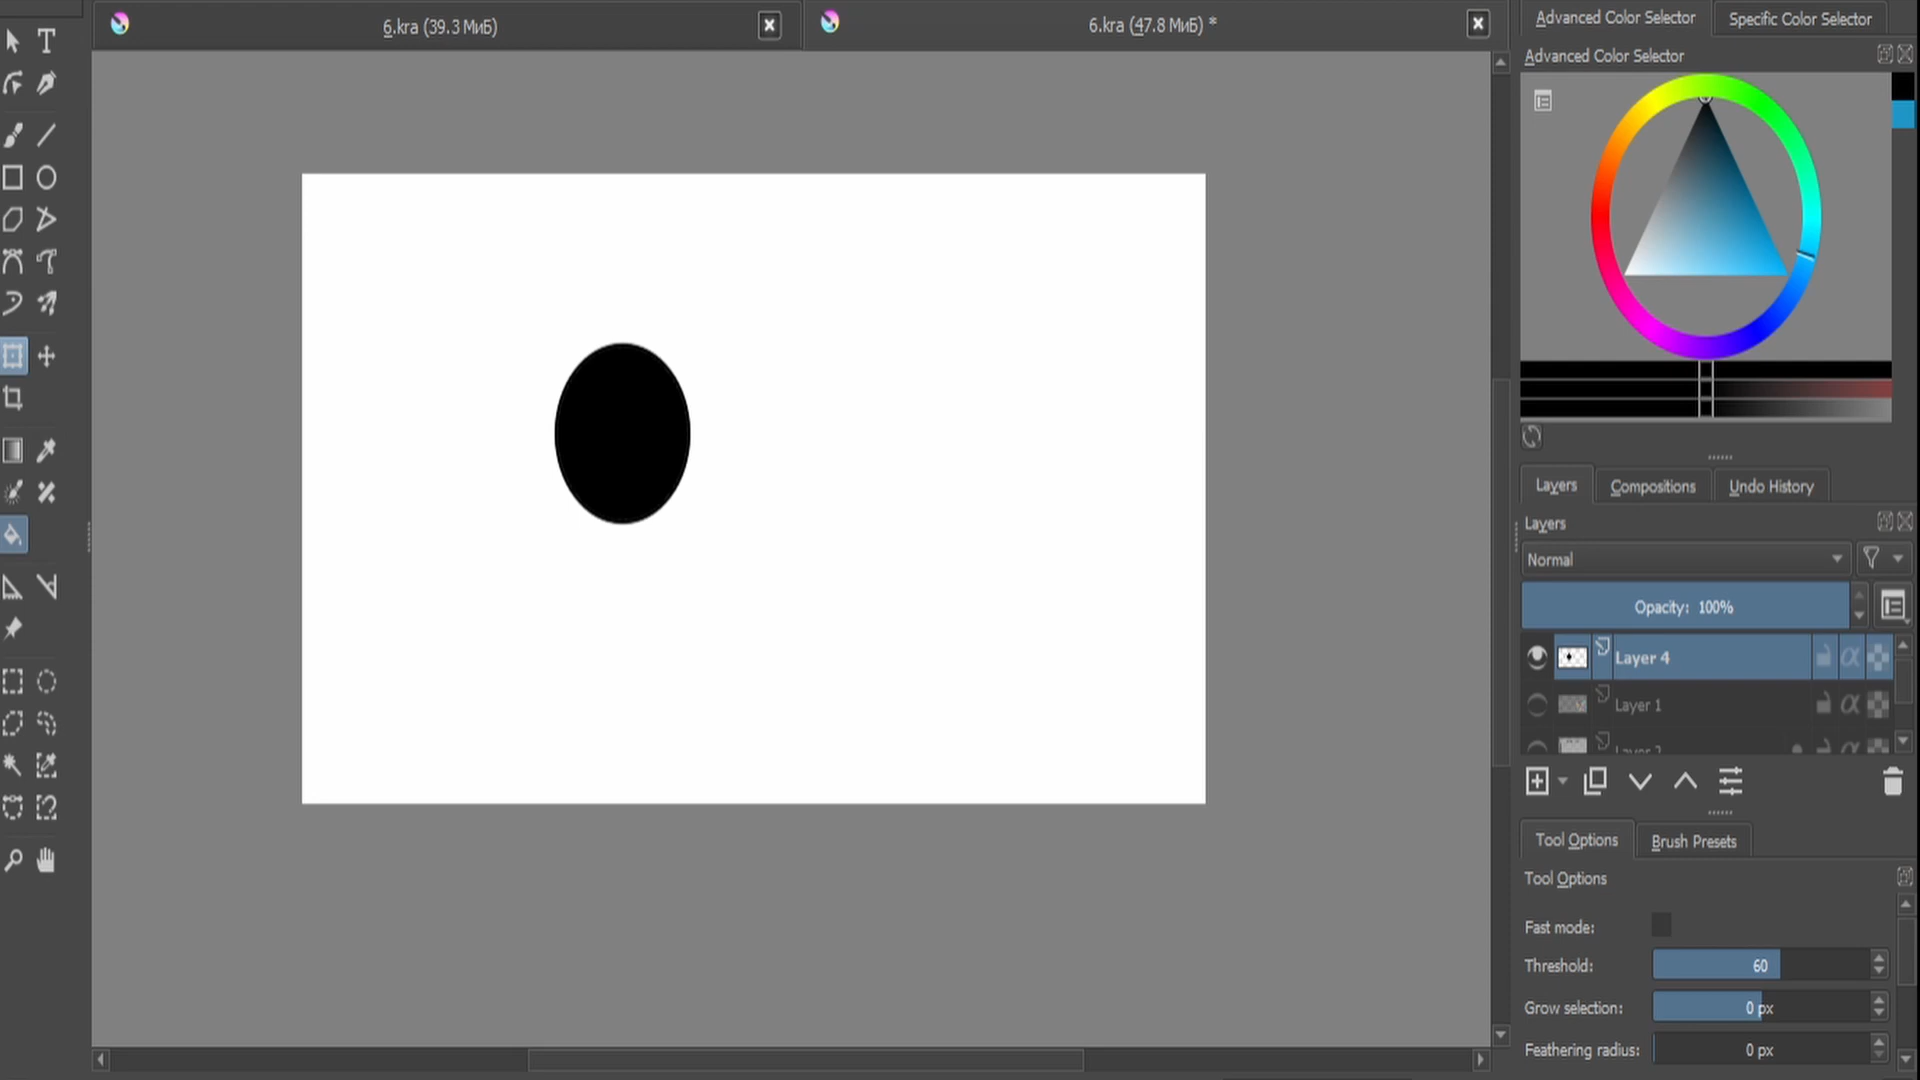 6.kra (39.3 МиБ)
6.kra (47.8 МиБ) *
Advanced Color Selector
Specific Color Selector
Advanced Color Selector
Layers
Compositions
Undo History
Layers
Normal
Opacity: 100%
Layer 4
Layer 1
Tool Options
Brush Presets
Tool Options
Fast mode:
Threshold: 60
Grow selection: 0 px
Feathering radius: 0 px